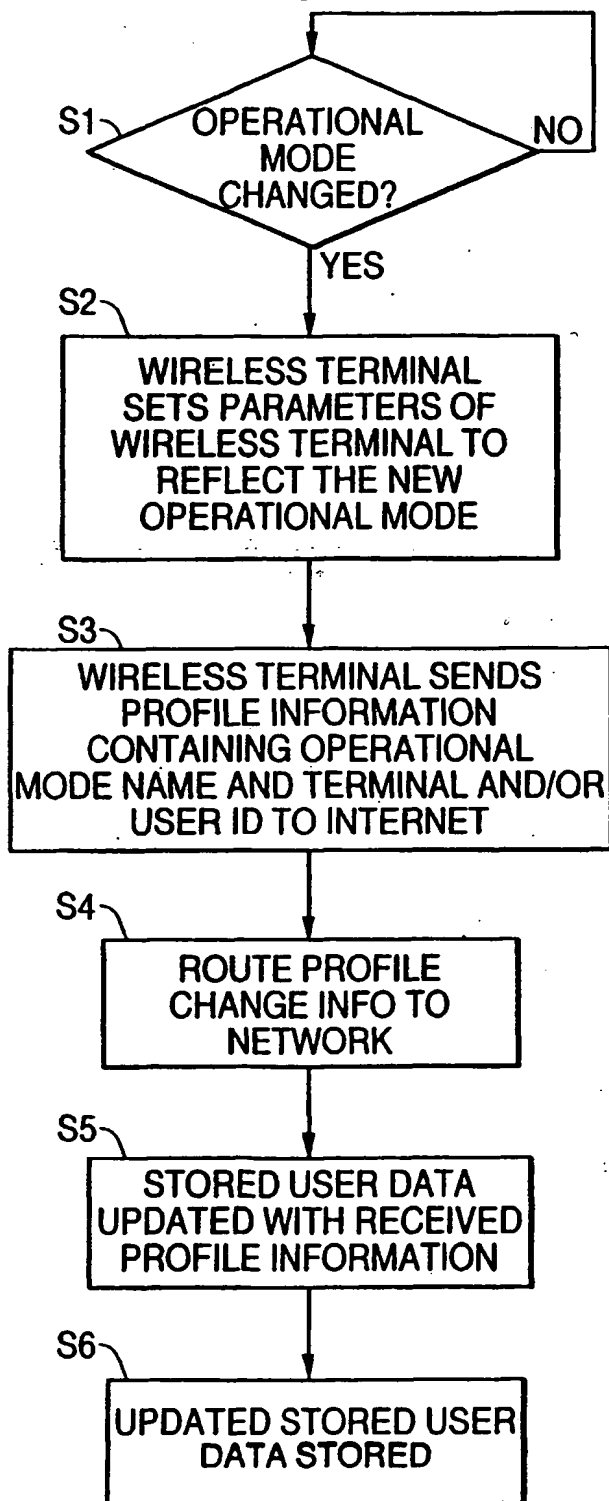 S1
OPERATIONAL
MODE
CHANGED?
NO
YES
S2
WIRELESS TERMINAL
SETS PARAMETERS OF
WIRELESS TERMINAL TO
REFLECT THE NEW
OPERATIONAL MODE
S3
WIRELESS TERMINAL SENDS
PROFILE INFORMATION
CONTAINING OPERATIONAL
MODE NAME AND TERMINAL AND/OR
USER ID TO INTERNET
S4
ROUTE PROFILE
CHANGE INFO TO
NETWORK
S5
STORED USER DATA
UPDATED WITH RECEIVED
PROFILE INFORMATION
S6
UPDATED STORED USER
DATA STORED